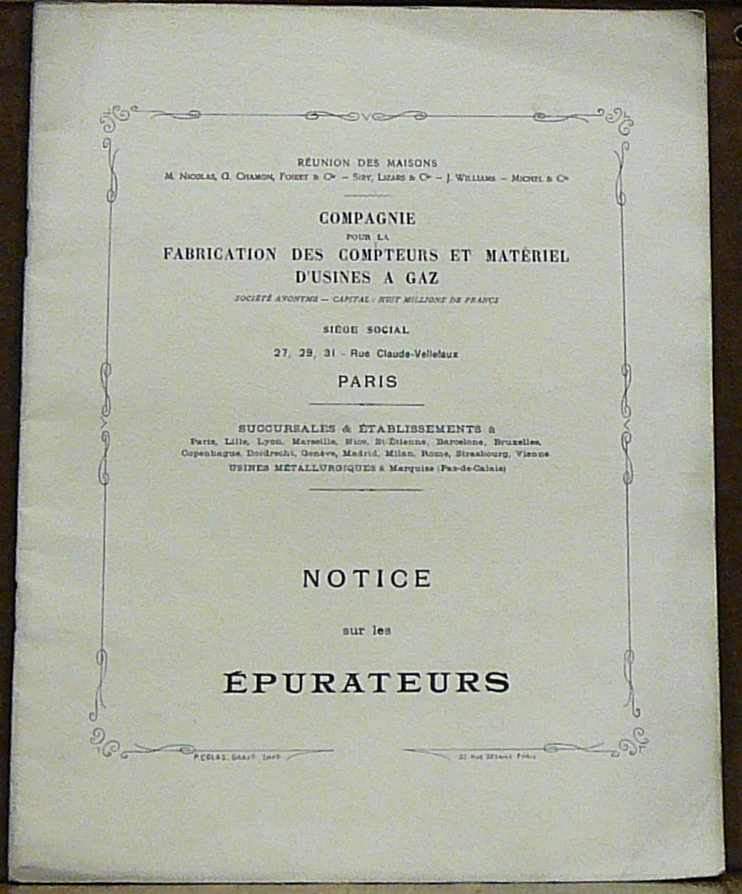 RÉUNION DES MAISONS
M. NICOLAS, G. CHAMON, FOIRET & Cie – SIRY, LIZARS & Cie – J. WILLIAMS – MICHEL & Cie
COMPAGNIE
POUR LA
FABRICATION DES COMPTEURS ET MATÉRIEL
D'USINES A GAZ
SOCIÉTÉ ANONYME — CAPITAL : HUIT MILLIONS DE FRANCS
SIÈGE SOCIAL
27, 29, 31 - Rue Claude-Vellefaux
PARIS
SUCCURSALES & ÉTABLISSEMENTS à
Paris, Lille, Lyon, Marseille, Nice, St-Étienne, Barcelone, Bruxelles,
Copenhague, Dordrecht, Genève, Madrid, Milan, Rome, Strasbourg, Vienne
USINES MÉTALLURGIQUES à Marquise (Pas-de-Calais)
NOTICE
sur les
ÉPURATEURS